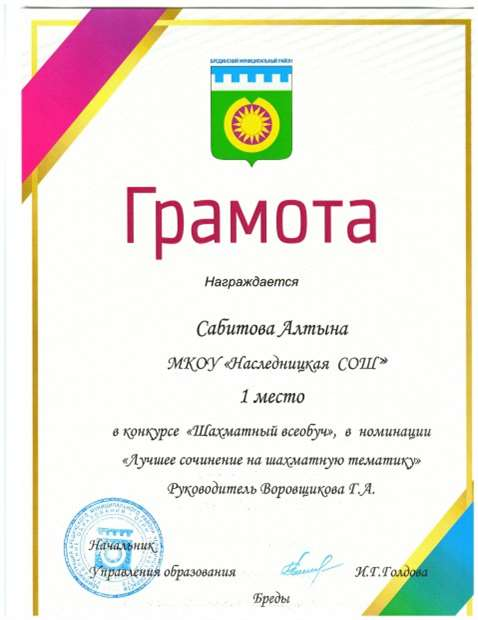 БРЕДИНСКИЙ МУНИЦИПАЛЬНЫЙ РАЙОН
Грамота
Награждается
Сабитова Алтына
МКОУ «Наследницкая СОШ»
1 место
в конкурсе «Шахматный всеобуч», в номинации
«Лучшее сочинение на шахматную тематику»
Руководитель Воровщикова Г.А.
Начальник
Управления образования И.Г.Голдова
Бреды